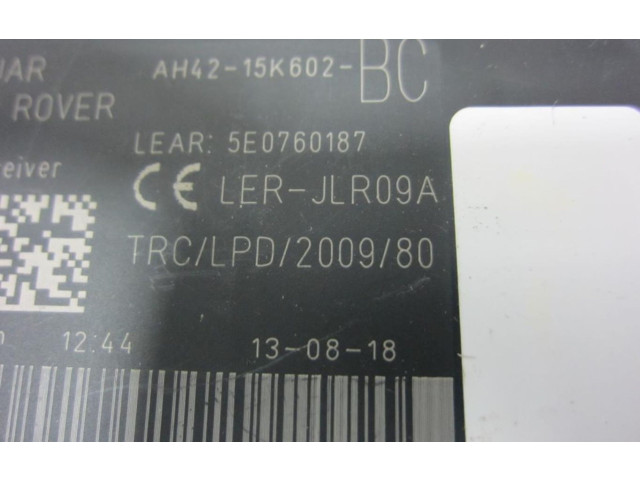 UAR AH42-15K602-BC
ROVER
LEAR: 5E0760187
eiver CE LER-JLR09A
TRC/LPD/2009/80
12:44 13-08-18